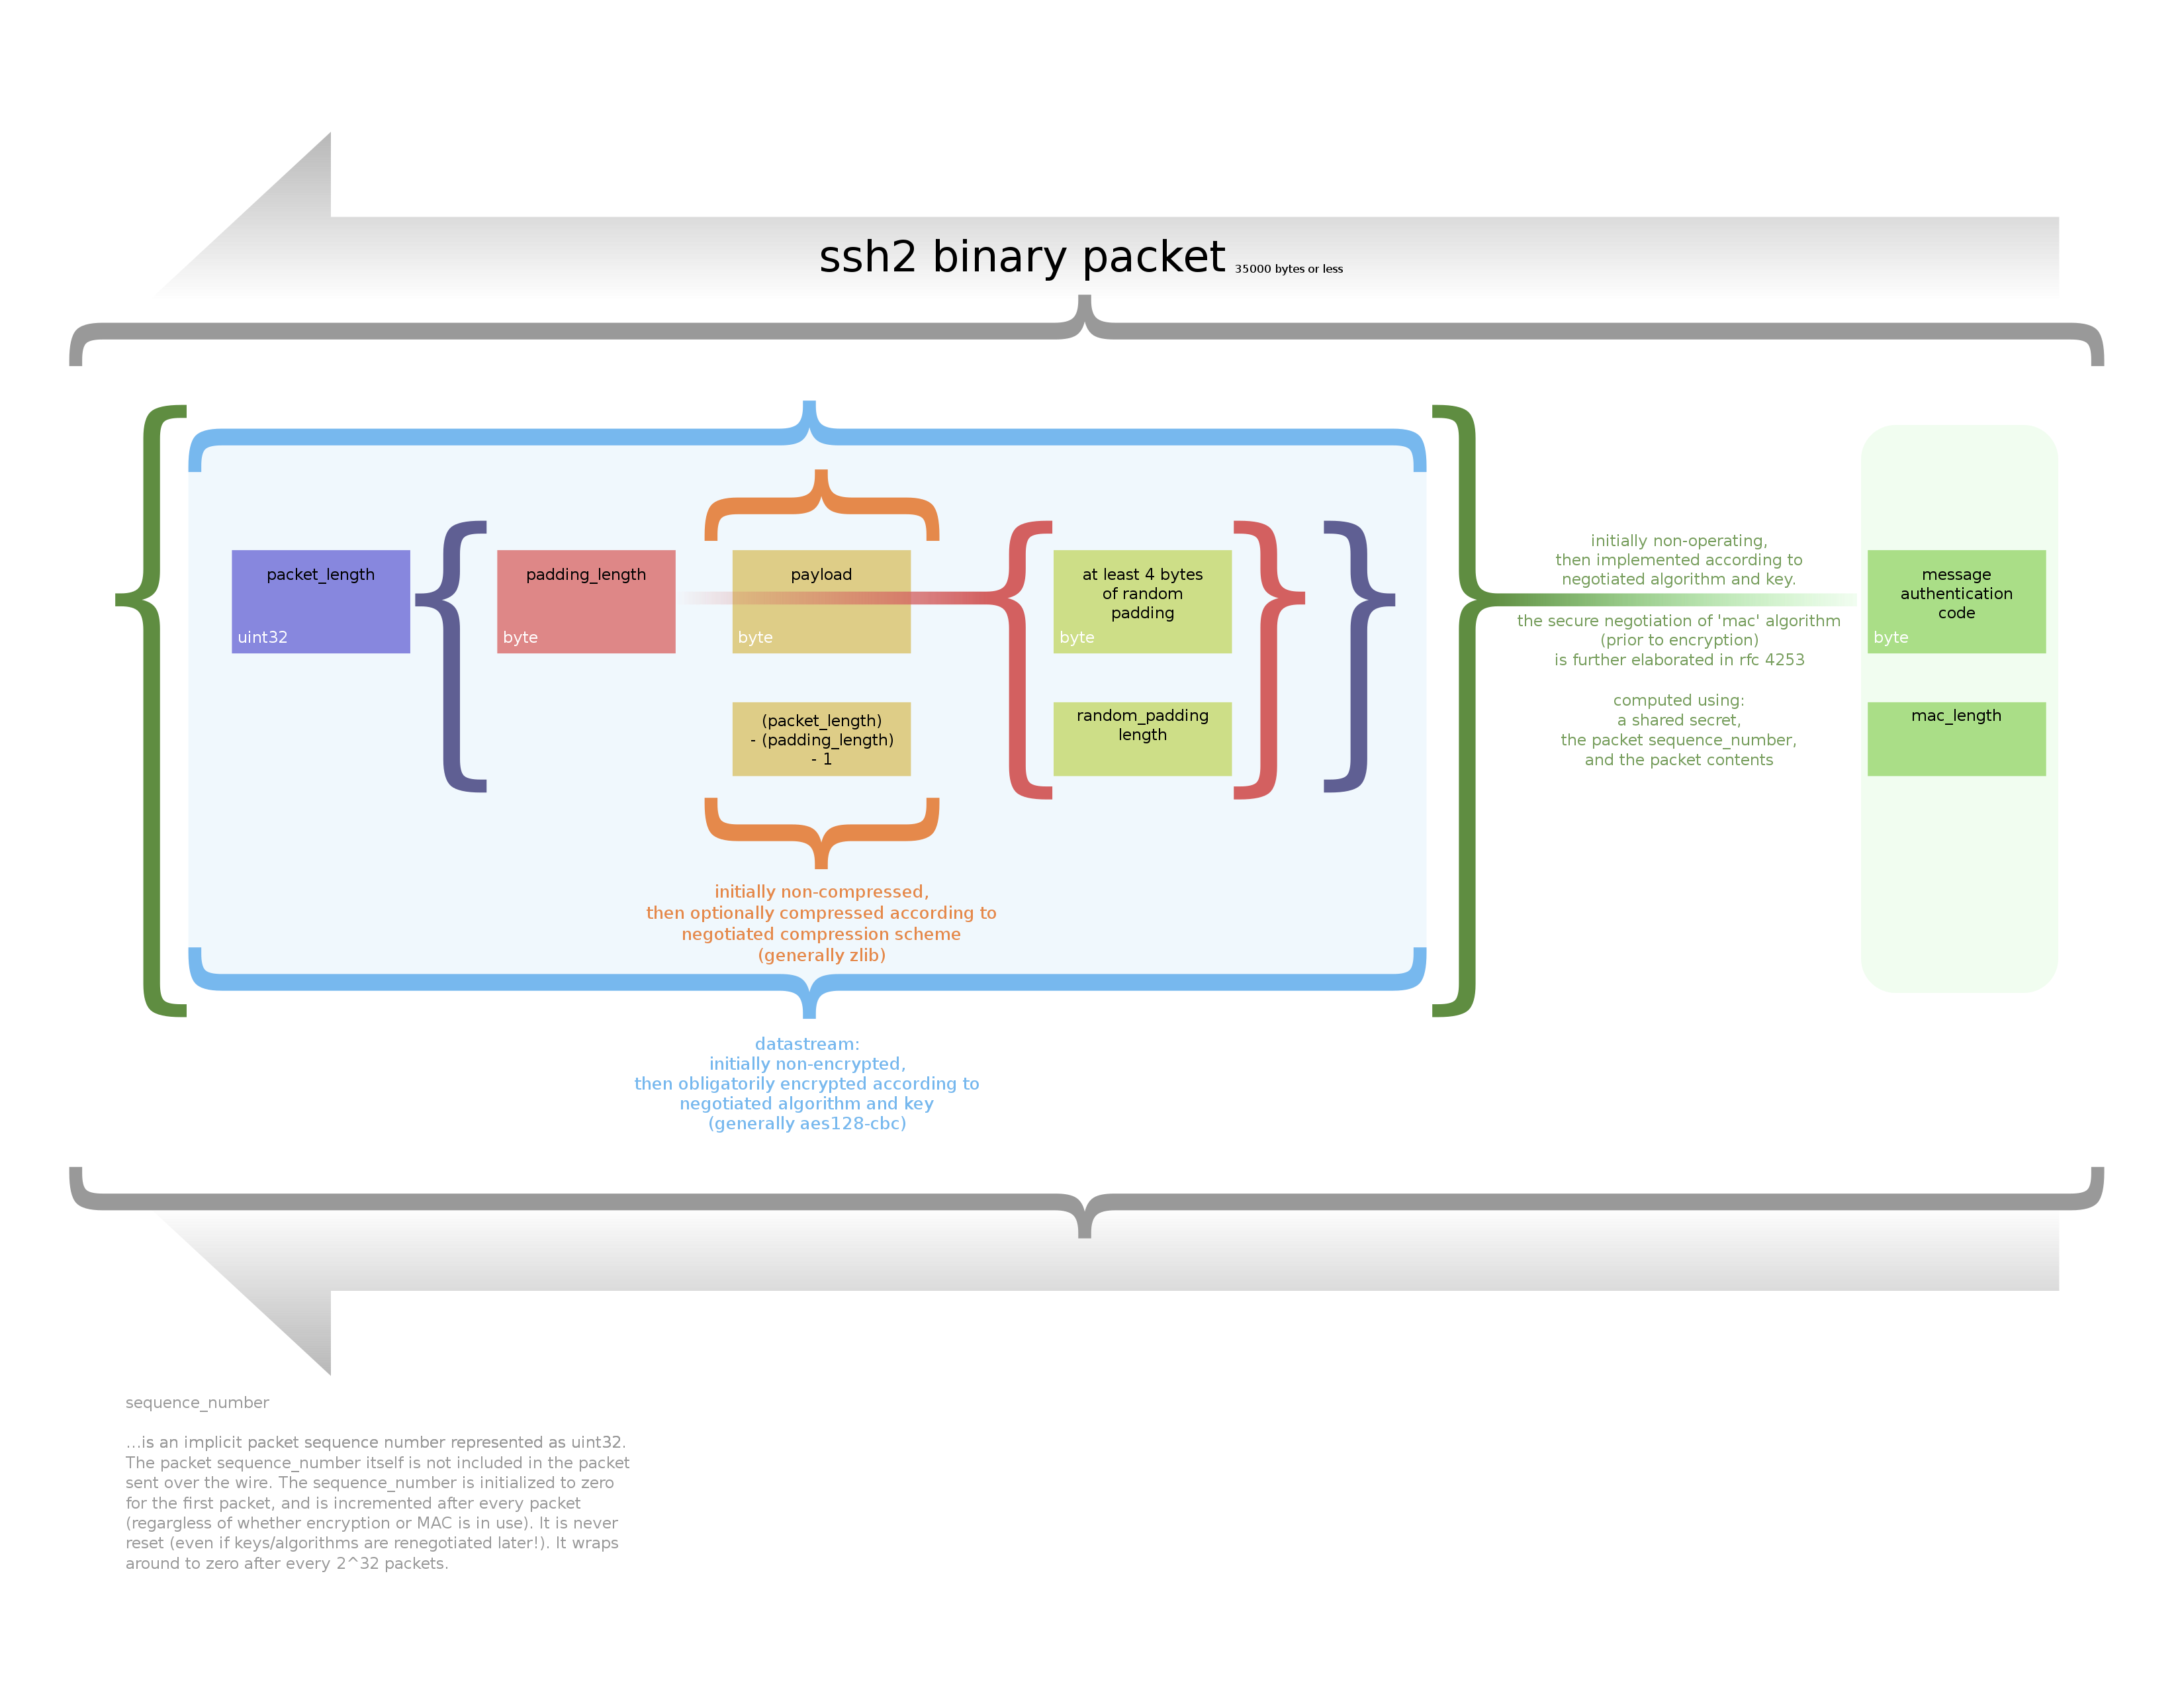 ssh2 binary packet 35000 bytes or less
packet_length
uint32
padding_length
byte
payload
byte
(packet_length)
- (padding_length)
- 1
at least 4 bytes
of random
padding
byte
random_padding
length
initially non-operating,
then implemented according to
negotiated algorithm and key.
the secure negotiation of 'mac' algorithm
(prior to encryption)
is further elaborated in rfc 4253
computed using:
a shared secret,
the packet sequence_number,
and the packet contents
message
authentication
code
byte
mac_length
initially non-compressed,
then optionally compressed according to
negotiated compression scheme
(generally zlib)
datastream:
initially non-encrypted,
then obligatorily encrypted according to
negotiated algorithm and key
(generally aes128-cbc)
sequence_number
...is an implicit packet sequence number represented as uint32.
The packet sequence_number itself is not included in the packet
sent over the wire. The sequence_number is initialized to zero
for the first packet, and is incremented after every packet
(regargless of whether encryption or MAC is in use). It is never
reset (even if keys/algorithms are renegotiated later!). It wraps
around to zero after every 2^32 packets.